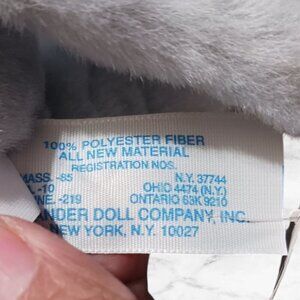 100% POLYESTER FIBER
ALL NEW MATERIAL
REGISTRATION NOS.
MASS. -85 N.Y. 37744
-10 OHIO 4474 (N.Y.)
-219 ONTARIO 63K 9210
ANDER DOLL COMPANY, INC.
NEW YORK, N.Y. 10027